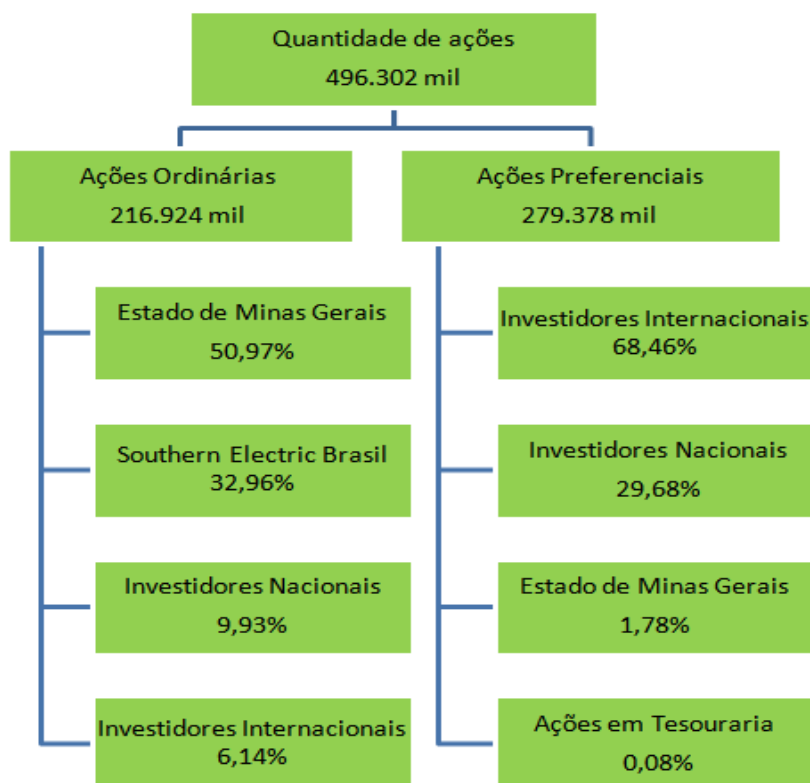 Quantidade de ações
496.302 mil
Ações Ordinárias
216.924 mil
Estado de Minas Gerais
50,97%
Southern Electric Brasil
32,96%
Investidores Nacionais
9,93%
Investidores Internacionais
6,14%
Ações Preferenciais
279.378 mil
Investidores Internacionais
68,46%
Investidores Nacionais
29,68%
Estado de Minas Gerais
1,78%
Ações em Tesouraria
0,08%